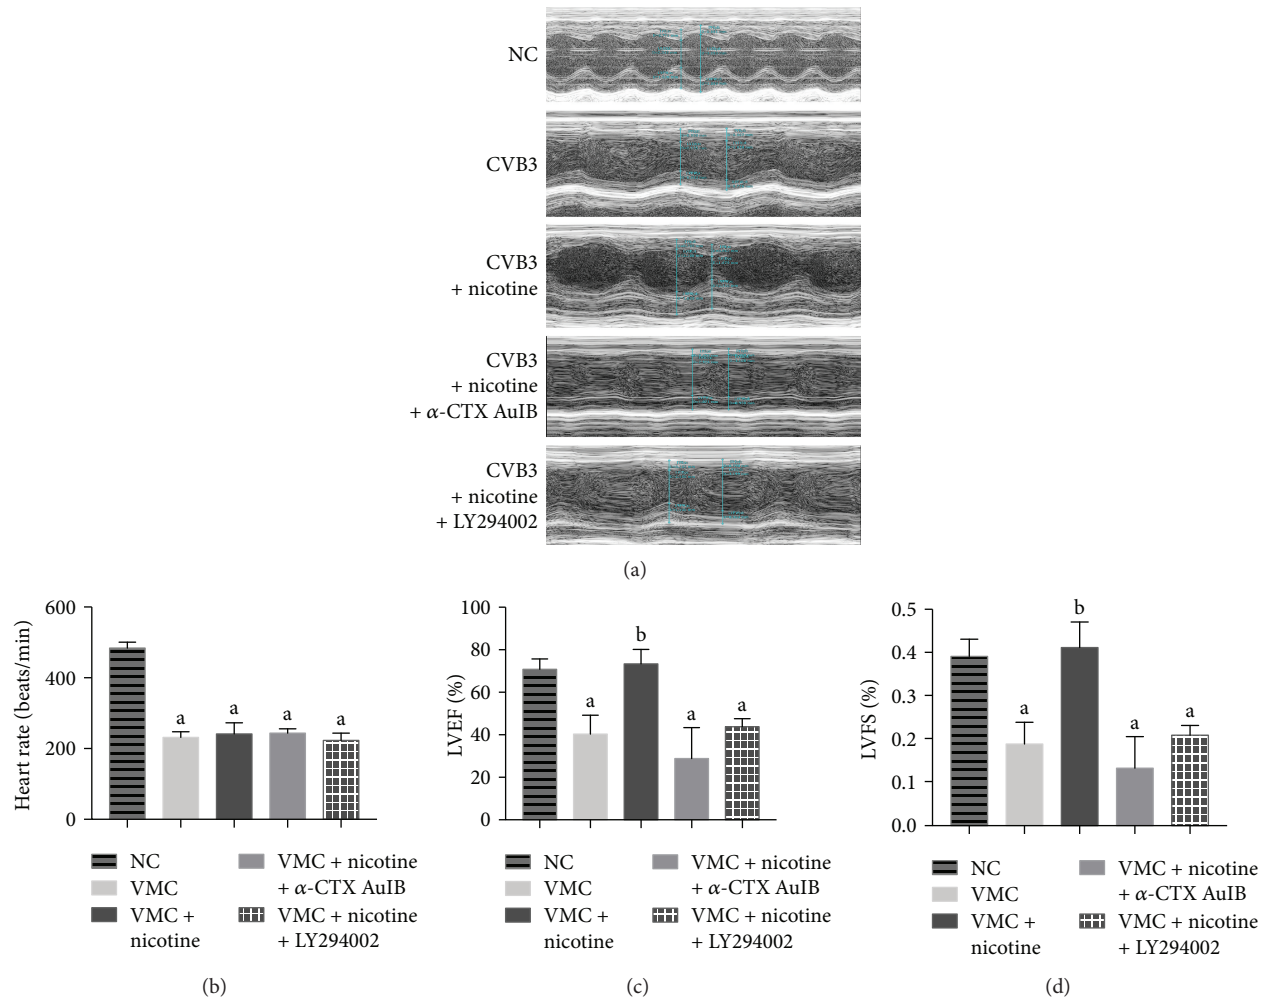 NC
CVB3
CVB3
+ nicotine
CVB3
+ nicotine
+ α-CTX AuIB
CVB3
+ nicotine
+ LY294002
(a)
Heart rate (beats/min)
600
400
200
0
a
a
a
a
NC
VMC
VMC +
nicotine
VMC + nicotine
+ α-CTX AuIB
VMC + nicotine
+ LY294002
(b)
LVEF (%)
100
80
60
40
20
0
a
b
a
a
NC
VMC
VMC +
nicotine
VMC + nicotine
+ α-CTX AuIB
VMC + nicotine
+ LY294002
(c)
LVFS (%)
0.5
0.4
0.3
0.2
0.1
0.0
a
b
a
a
NC
VMC
VMC +
nicotine
VMC + nicotine
+ α-CTX AuIB
VMC + nicotine
+ LY294002
(d)